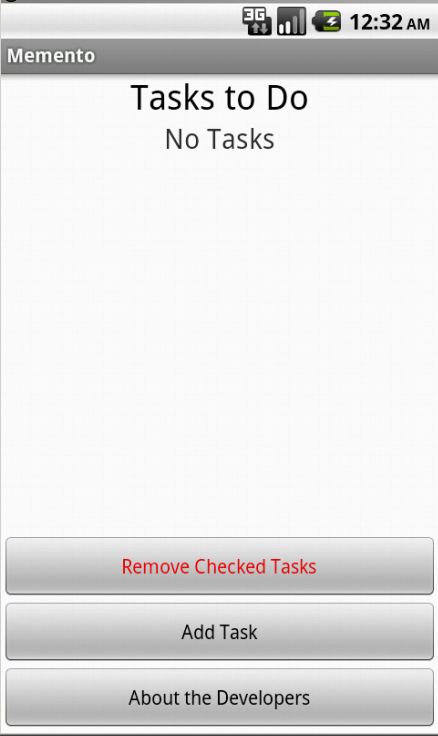 3G 12:32 AM
Memento
Tasks to Do
No Tasks
Remove Checked Tasks
Add Task
About the Developers